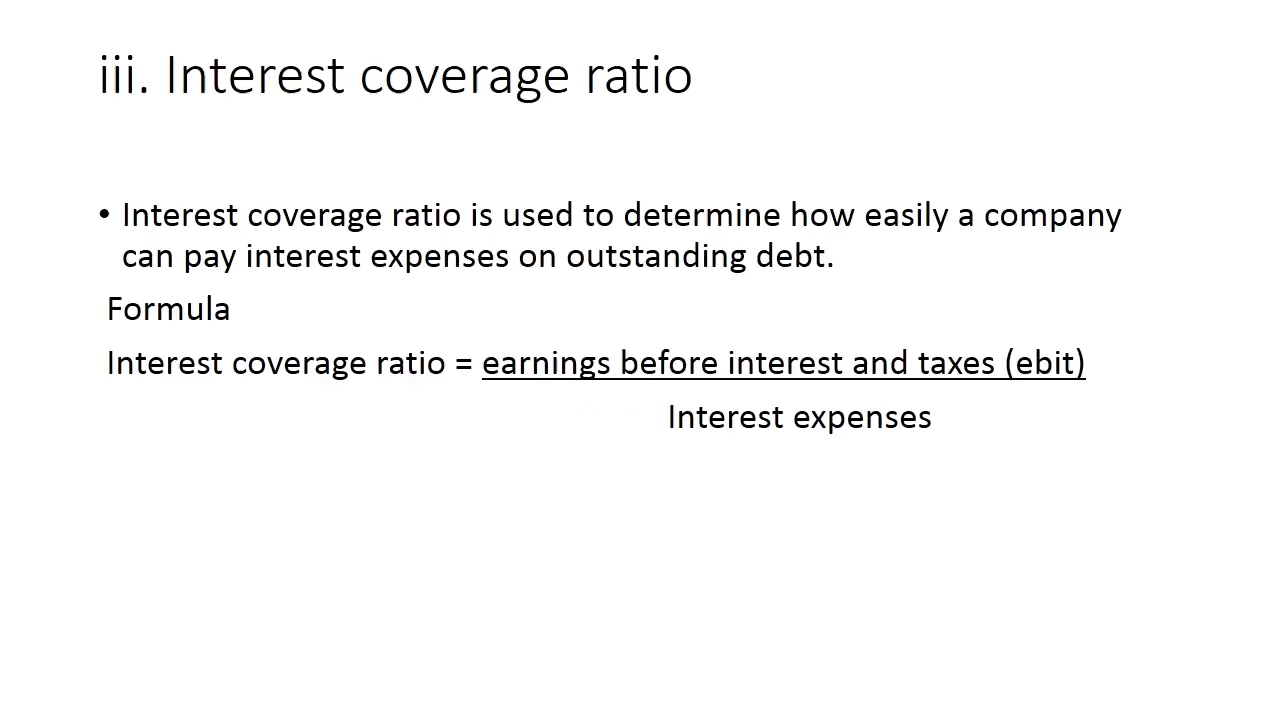 iii. Interest coverage ratio
• Interest coverage ratio is used to determine how easily a company
can pay interest expenses on outstanding debt.
Formula
Interest coverage ratio = earnings before interest and taxes (ebit)
Interest expenses